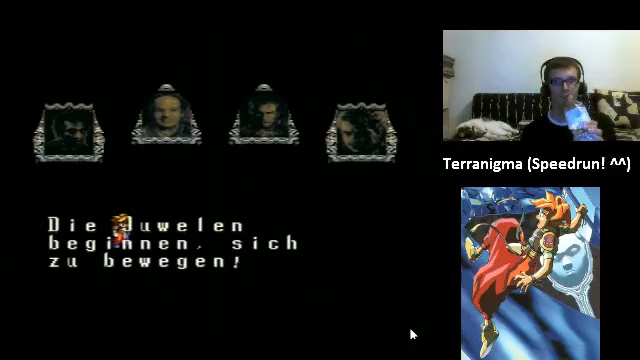 Die Juwelen
beginnen, sich
zu bewegen!
Terranigma (Speedrun! ^^)